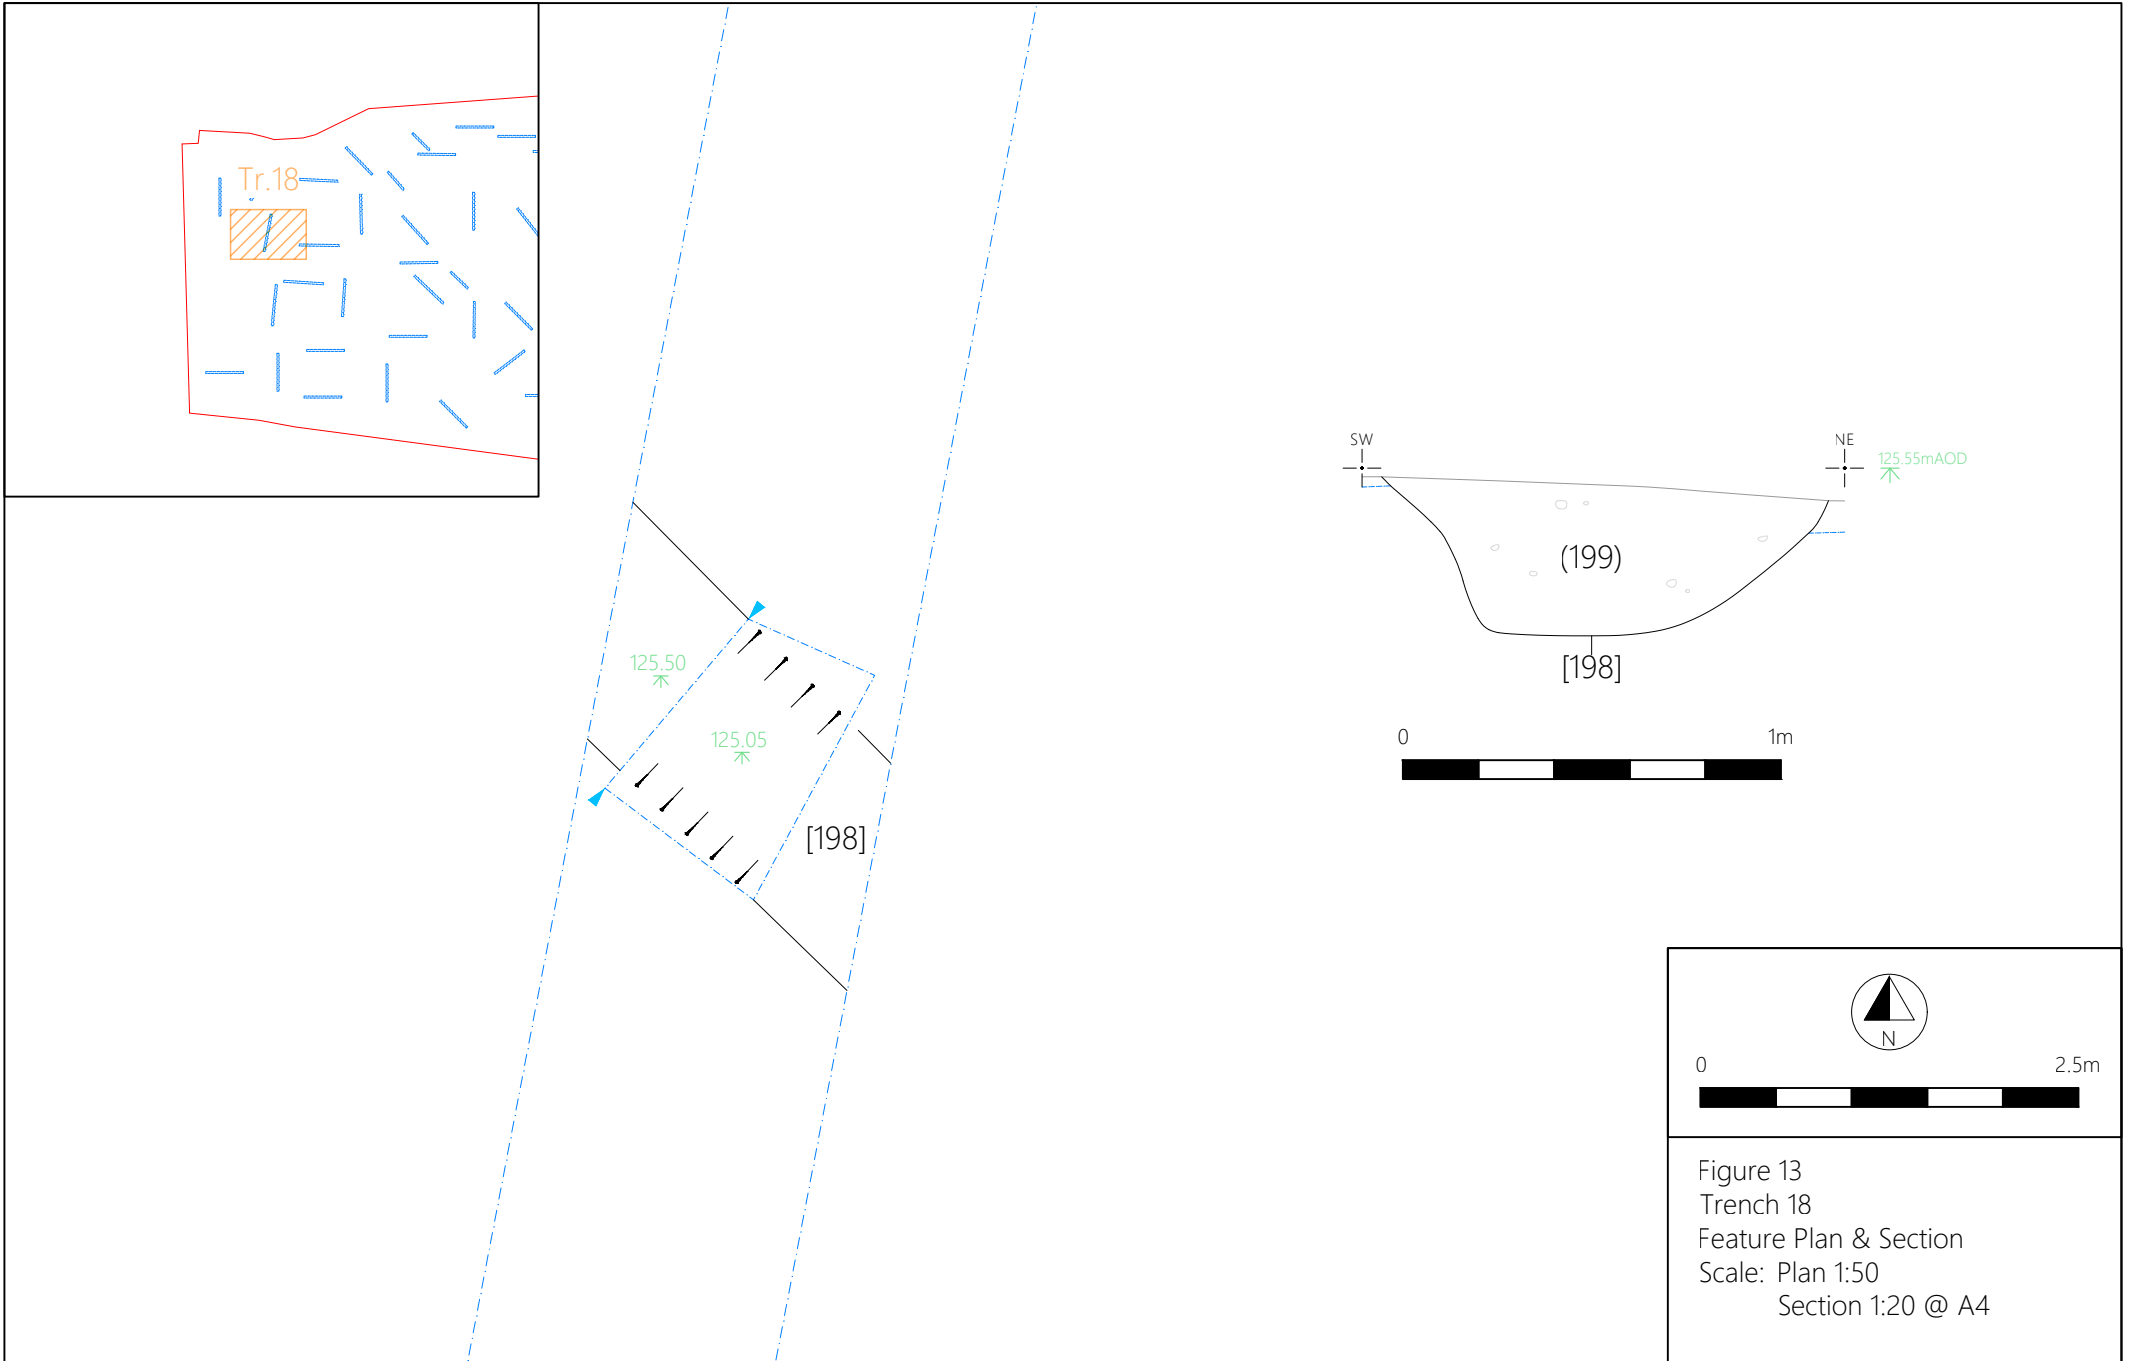 Tr.18
SW
NE
125.55mAOD
(199)
[198]
0 1m
125.50
125.05
[198]
N
0 2.5m
Figure 13
Trench 18
Feature Plan & Section
Scale: Plan 1:50
Section 1:20 @ A4